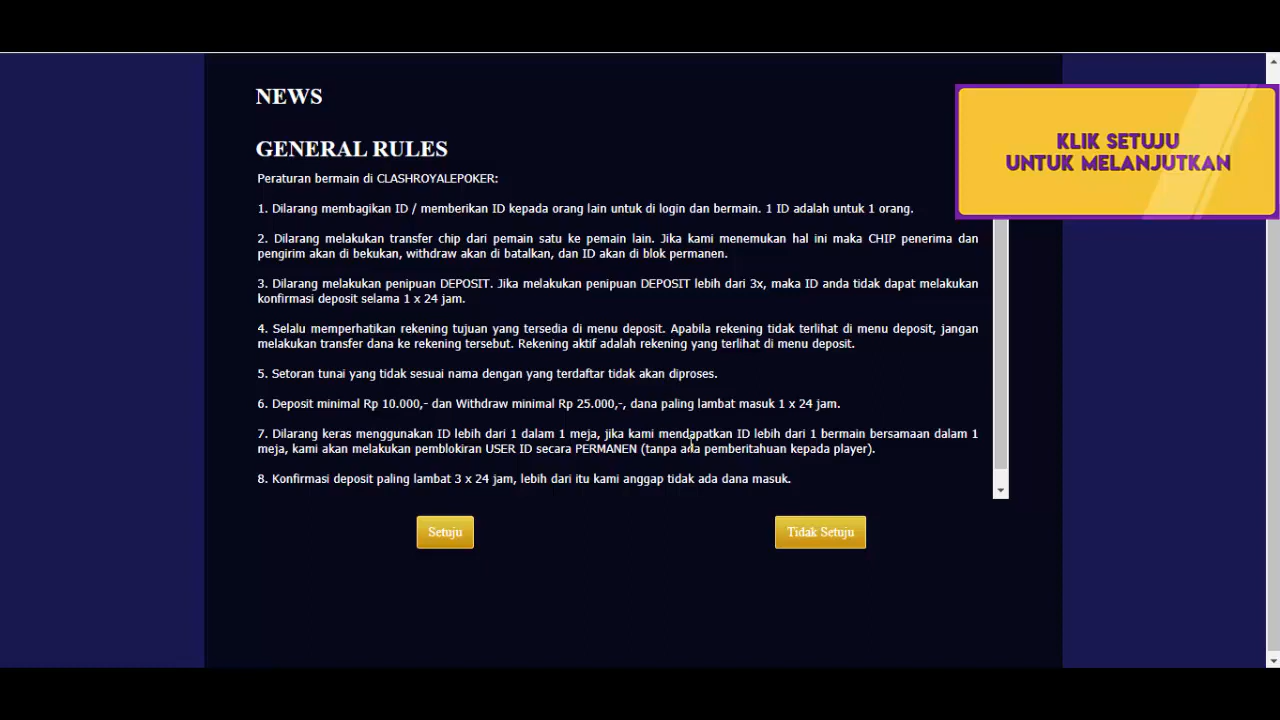 NEWS
GENERAL RULES
Peraturan bermain di CLASHROYALEPOKER:
1. Dilarang membagikan ID / memberikan ID kepada orang lain untuk di login dan bermain. 1 ID adalah untuk 1 orang.
2. Dilarang melakukan transfer chip dari pemain satu ke pemain lain. Jika kami menemukan hal ini maka CHIP penerima dan
pengirim akan di bekukan, withdraw akan di batalkan, dan ID akan di blok permanen.
3. Dilarang melakukan penipuan DEPOSIT. Jika melakukan penipuan DEPOSIT lebih dari 3x, maka ID anda tidak dapat melakukan
konfirmasi deposit selama 1 x 24 jam.
4. Selalu memperhatikan rekening tujuan yang tersedia di menu deposit. Apabila rekening tidak terlihat di menu deposit, jangan
melakukan transfer dana ke rekening tersebut. Rekening aktif adalah rekening yang terlihat di menu deposit.
5. Setoran tunai yang tidak sesuai nama dengan yang terdaftar tidak akan diproses.
6. Deposit minimal Rp 10.000,- dan Withdraw minimal Rp 25.000,-, dana paling lambat masuk 1 x 24 jam.
7. Dilarang keras menggunakan ID lebih dari 1 dalam 1 meja, jika kami mendapatkan ID lebih dari 1 bermain bersamaan dalam 1
meja, kami akan melakukan pemblokiran USER ID secara PERMANEN (tanpa ada pemberitahuan kepada player).
8. Konfirmasi deposit paling lambat 3 x 24 jam, lebih dari itu kami anggap tidak ada dana masuk.
Setuju
Tidak Setuju
KLIK SETUJU
UNTUK MELANJUTKAN